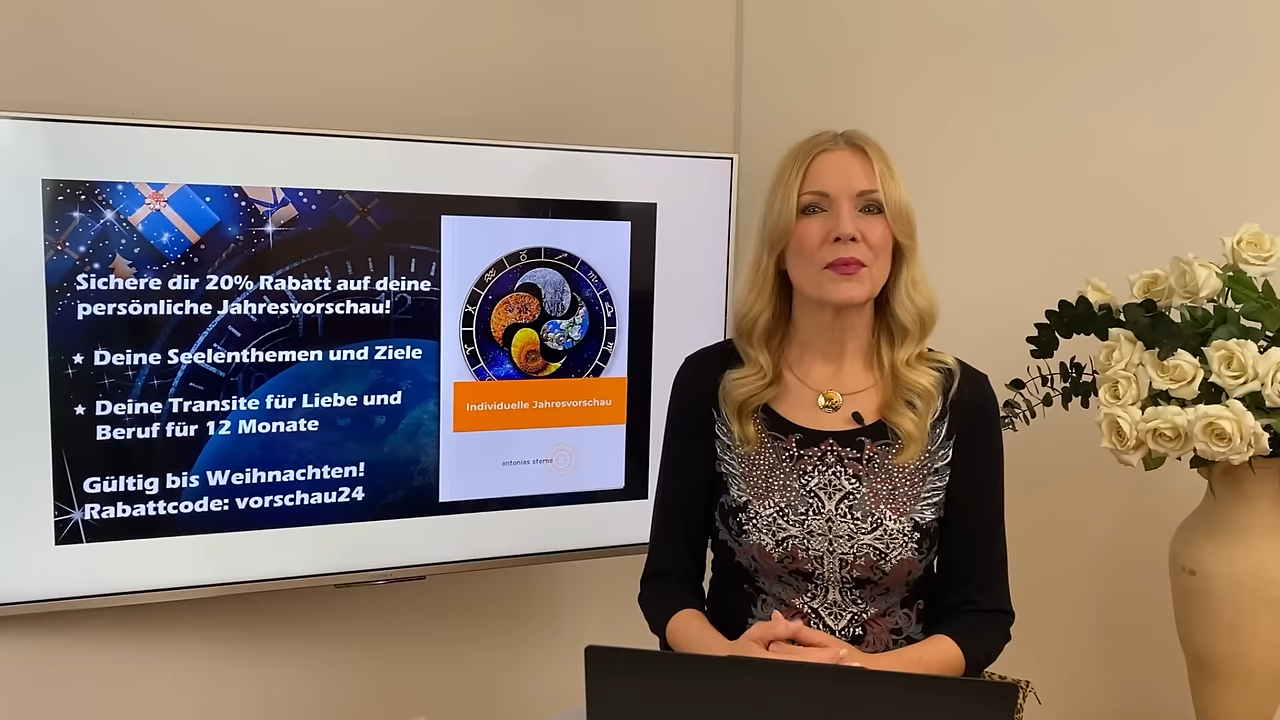 Sichere dir 20% Rabatt auf deine
persönliche Jahresvorschau!
Deine Seelenthemen und Ziele
Deine Transite für Liebe und
Beruf für 12 Monate
Gültig bis Weihnachten!
Rabattcode: vorschau24
Individuelle Jahresvorschau
antonias sterne